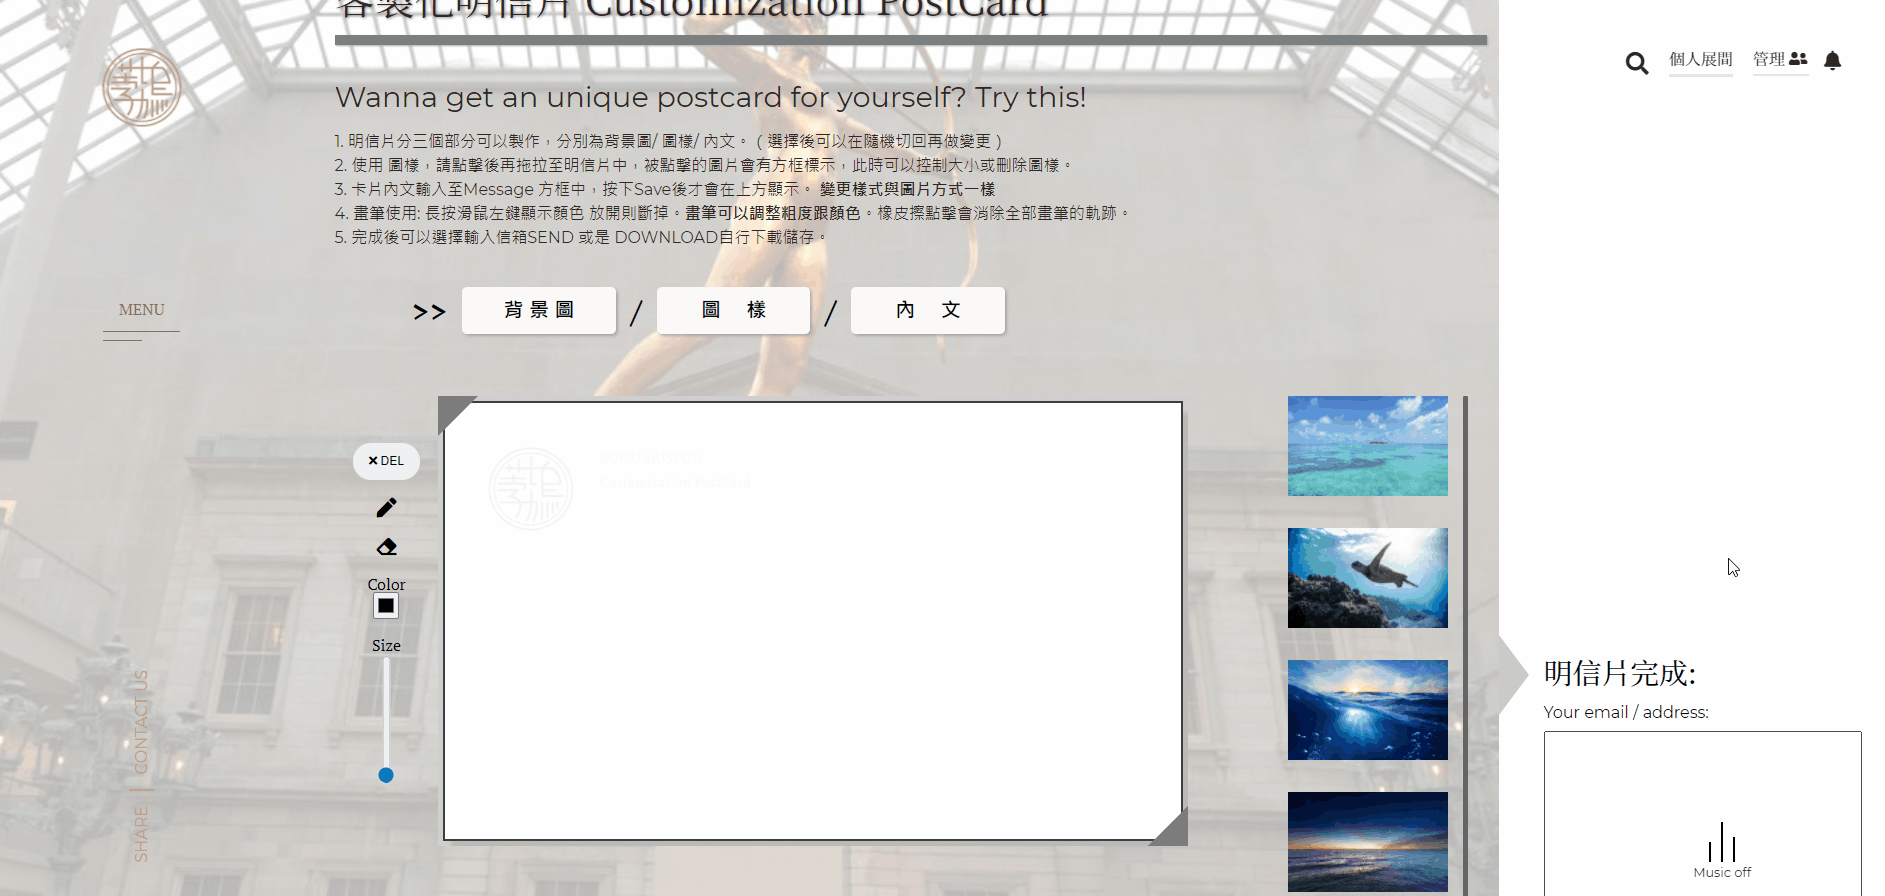 客製化明信片 Customization PostCard
個人展間
管理
Wanna get an unique postcard for yourself? Try this!
1. 明信片分三個部分可以製作，分別為背景圖/ 圖樣/ 內文。 ( 選擇後可以在隨機切回再做變更 )
2. 使用 圖樣，請點擊後再拖拉至明信片中，被點擊的圖片會有方框標示，此時可以控制大小或刪除圖樣。
3. 卡片內文輸入至Message 方框中，按下Save後才會在上方顯示。 變更樣式與圖片方式一樣
4. 畫筆使用: 長按滑鼠左鍵顯示顏色 放開則斷掉。畫筆可以調整粗度跟顏色。橡皮擦點擊會消除全部畫筆的軌跡。
5. 完成後可以選擇輸入信箱SEND 或是 DOWNLOAD自行下載儲存。
MENU
>> 背景圖 / 圖 樣 / 內 文
× DEL
Customization PostCard
Color
Size
SHARE | CONTACT US
明信片完成:
Your email / address:
Music off